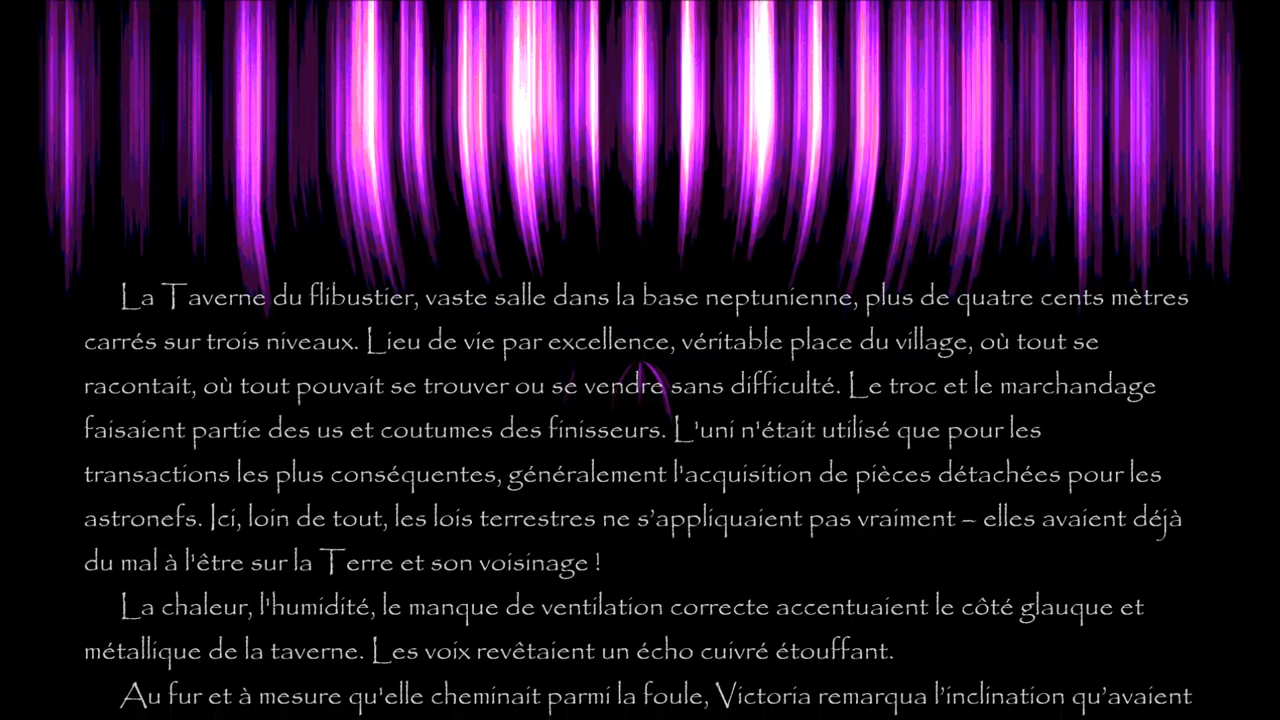 La Taverne du flibustier, vaste salle dans la base neptunienne, plus de quatre cents mètres
carrés sur trois niveaux. Lieu de vie par excellence, véritable place du village, où tout se
racontait, où tout pouvait se trouver ou se vendre sans difficulté. Le troc et le marchandage
faisaient partie des us et coutumes des finisseurs. L'uni n'était utilisé que pour les
transactions les plus conséquentes, généralement l'acquisition de pièces détachées pour les
astronefs. Ici, loin de tout, les lois terrestres ne s’appliquaient pas vraiment – elles avaient déjà
du mal à l'être sur la Terre et son voisinage !
La chaleur, l'humidité, le manque de ventilation correcte accentuaient le côté glauque et
métallique de la taverne. Les voix revêtaient un écho cuivré étouffant.
Au fur et à mesure qu'elle cheminait parmi la foule, Victoria remarqua l’inclination qu’avaient